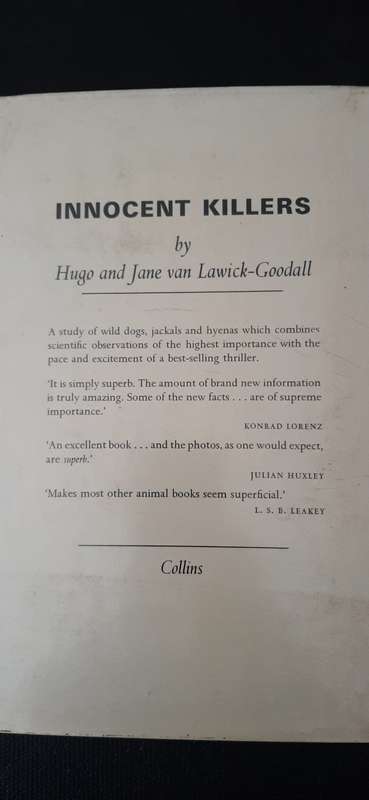 INNOCENT KILLERS
by
Hugo and Jane van Lawick-Goodall
A study of wild dogs, jackals and hyenas which combines
scientific observations of the highest importance with the
pace and excitement of a best-selling thriller.
‘It is simply superb. The amount of brand new information
is truly amazing. Some of the new facts . . . are of supreme
importance.’
KONRAD LORENZ
‘An excellent book . . . and the photos, as one would expect,
are superb.’
JULIAN HUXLEY
‘Makes most other animal books seem superficial.’
L. S. B. LEAKEY
Collins